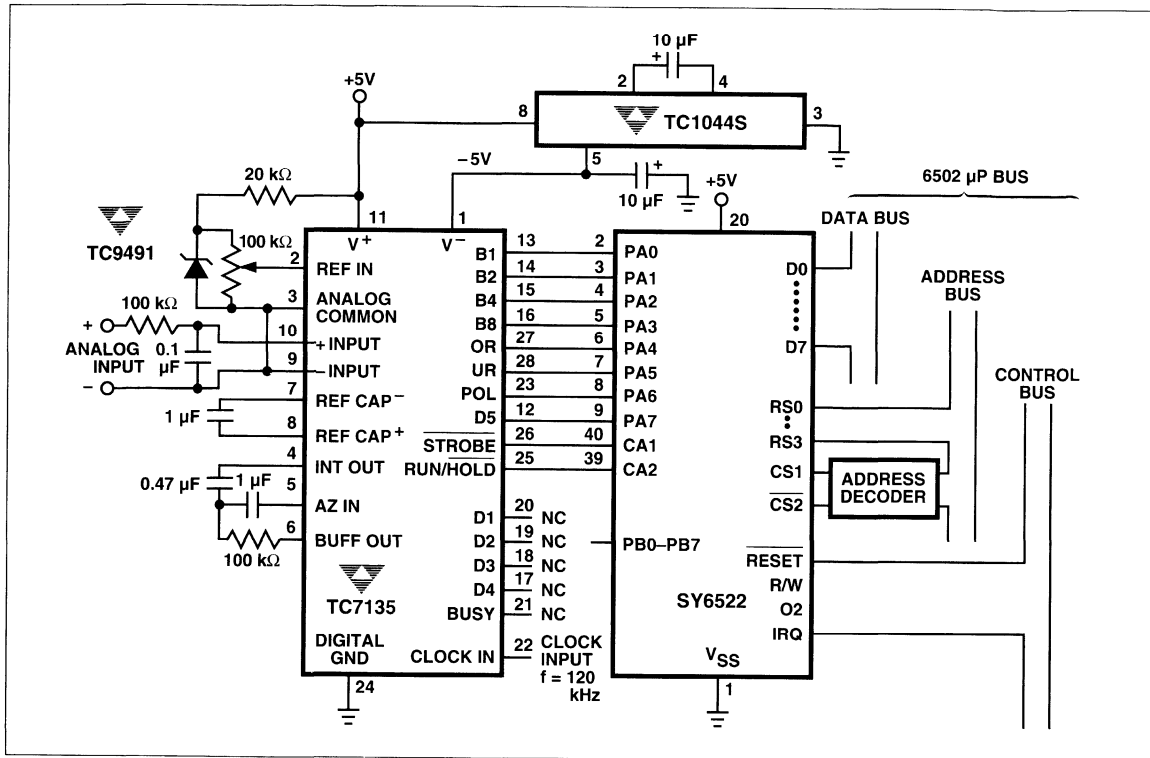 10 µF
+
2
4
+5V
8
TC1044S
3
5
−5V
+
10 µF
+5V
6502 µP BUS
20 kΩ
TC9491
11
1
20
DATA BUS
V+
V−
100 kΩ
2
REF IN
3
ANALOG
COMMON
100 kΩ
+
10
+ INPUT
ANALOG
INPUT
0.1
µF
9
− INPUT
−
7
REF CAP−
1 µF
8
REF CAP+
4
INT OUT
0.47 µF
1 µF
5
AZ IN
6
BUFF OUT
100 kΩ
TC7135
DIGITAL
GND
24
B1 13 2 PA0
B2 14 3 PA1
B4 15 4 PA2
B8 16 5 PA3
OR 27 6 PA4
UR 28 7 PA5
POL 23 8 PA6
D5 12 9 PA7
STROBE 26 40 CA1
RUN/HOLD 25 39 CA2
D1 20 NC
D2 19 NC
D3 18 NC
D4 17 NC
BUSY 21 NC
CLOCK IN 22 CLOCK
INPUT
f = 120
kHz
PB0–PB7
SY6522
VSS
1
D0
D7
ADDRESS
BUS
CONTROL
BUS
RS0
RS3
CS1
CS2
ADDRESS
DECODER
RESET
R/W
O2
IRQ